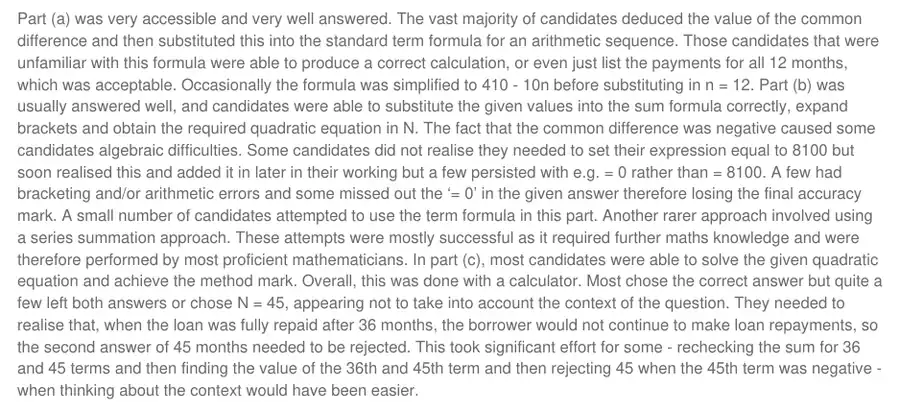 Part (a) was very accessible and very well answered. The vast majority of candidates deduced the value of the common
difference and then substituted this into the standard term formula for an arithmetic sequence. Those candidates that were
unfamiliar with this formula were able to produce a correct calculation, or even just list the payments for all 12 months,
which was acceptable. Occasionally the formula was simplified to 410 - 10n before substituting in n = 12. Part (b) was
usually answered well, and candidates were able to substitute the given values into the sum formula correctly, expand
brackets and obtain the required quadratic equation in N. The fact that the common difference was negative caused some
candidates algebraic difficulties. Some candidates did not realise they needed to set their expression equal to 8100 but
soon realised this and added it in later in their working but a few persisted with e.g. = 0 rather than = 8100. A few had
bracketing and/or arithmetic errors and some missed out the ‘= 0’ in the given answer therefore losing the final accuracy
mark. A small number of candidates attempted to use the term formula in this part. Another rarer approach involved using
a series summation approach. These attempts were mostly successful as it required further maths knowledge and were
therefore performed by most proficient mathematicians. In part (c), most candidates were able to solve the given quadratic
equation and achieve the method mark. Overall, this was done with a calculator. Most chose the correct answer but quite a
few left both answers or chose N = 45, appearing not to take into account the context of the question. They needed to
realise that, when the loan was fully repaid after 36 months, the borrower would not continue to make loan repayments, so
the second answer of 45 months needed to be rejected. This took significant effort for some - rechecking the sum for 36
and 45 terms and then finding the value of the 36th and 45th term and then rejecting 45 when the 45th term was negative -
when thinking about the context would have been easier.